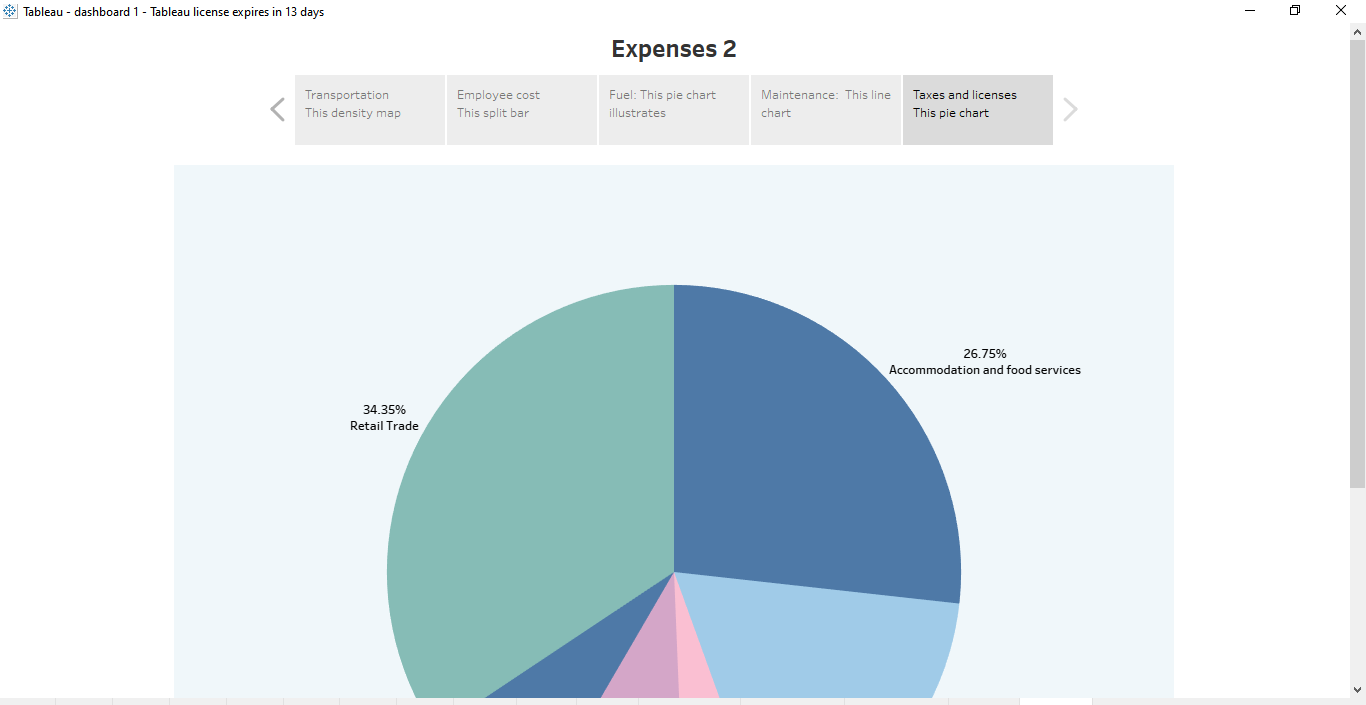 Tableau - dashboard 1 - Tableau license expires in 13 days
Expenses 2
Transportation
This density map
Employee cost
This split bar
Fuel: This pie chart
illustrates
Maintenance:  This line
chart
Taxes and licenses
This pie chart
26.75%
Accommodation and food services
34.35%
Retail Trade